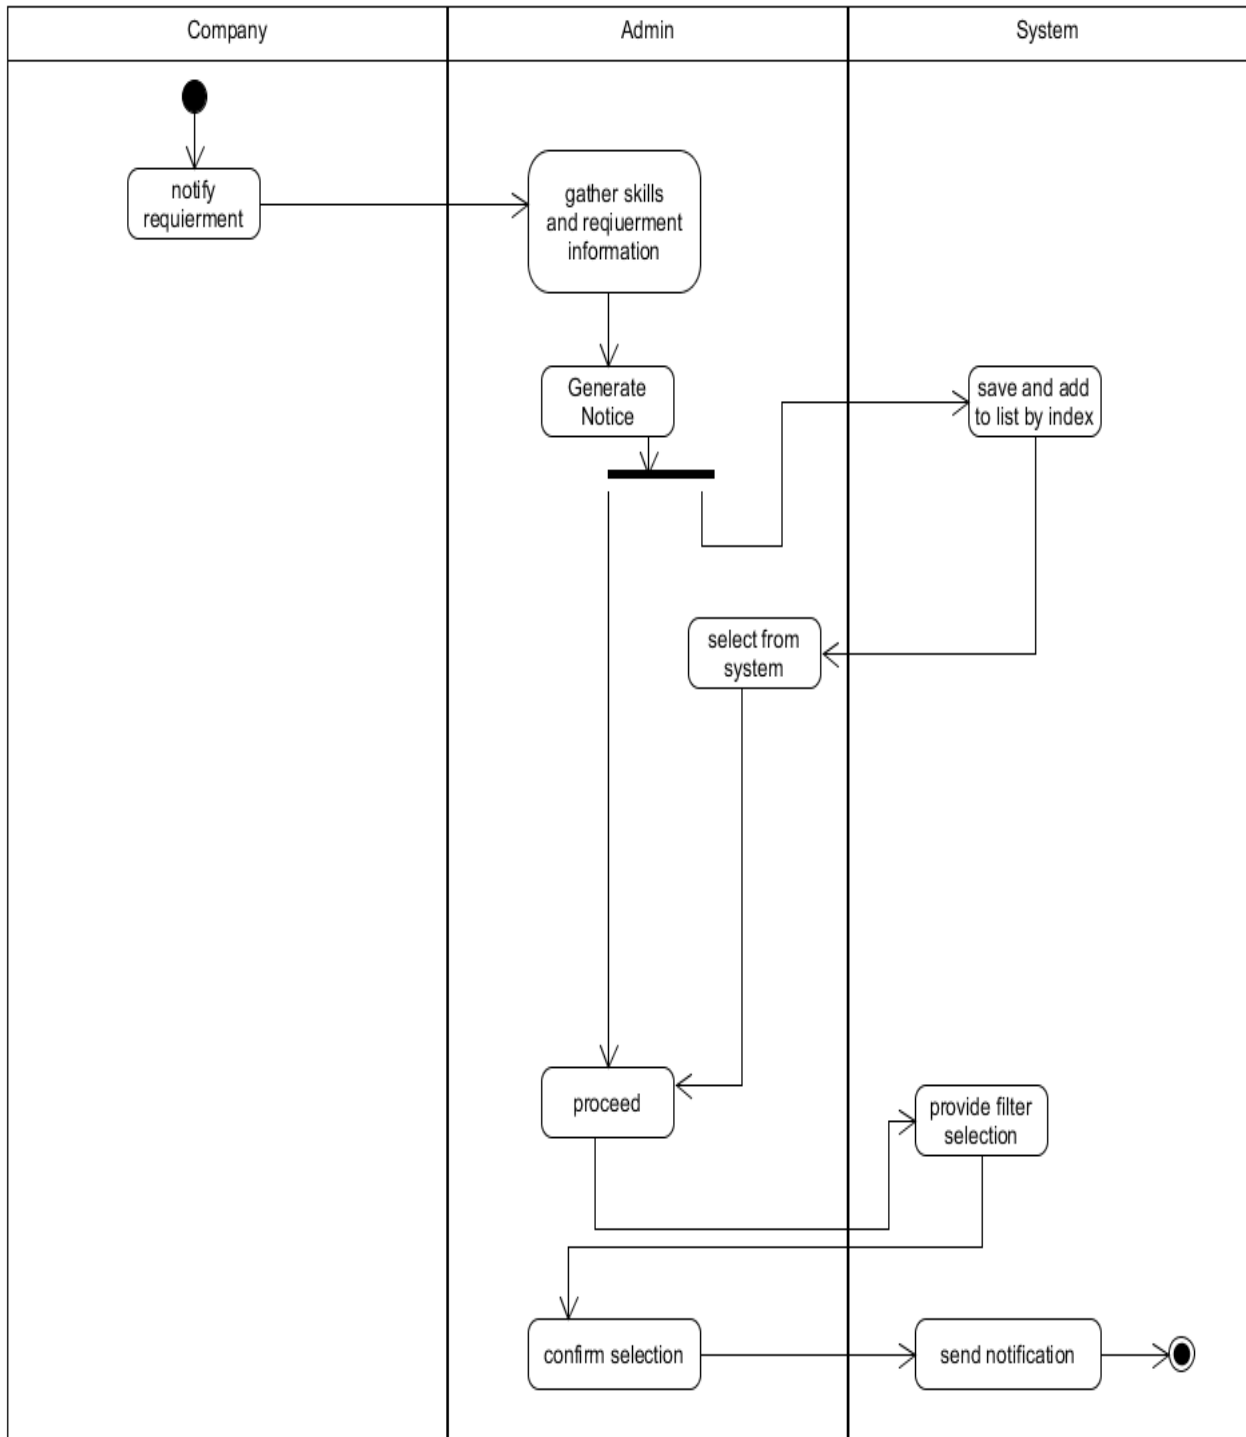 Company
Admin
System
notify
requierment
gather skills
and reqiuerment
information
Generate
Notice
save and add
to list by index
select from
system
proceed
provide filter
selection
confirm selection
send notification